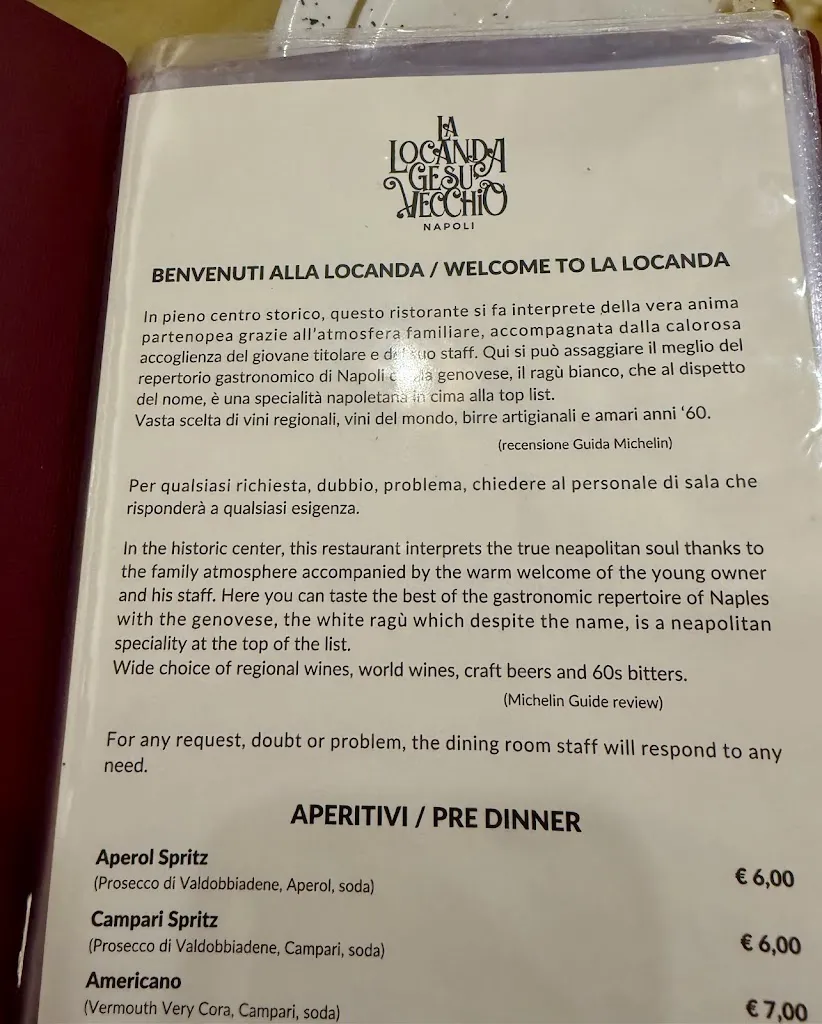 LA
LOCANDA
GESU'
VECCHIO
NAPOLI
BENVENUTI ALLA LOCANDA / WELCOME TO LA LOCANDA
In pieno centro storico, questo ristorante si fa interprete della vera anima
partenopea grazie all'atmosfera familiare, accompagnata dalla calorosa
accoglienza del giovane titolare e del suo staff. Qui si può assaggiare il meglio del
repertorio gastronomico di Napoli con la genovese, il ragù bianco, che al dispetto
del nome, è una specialità napoletana in cima alla top list.
Vasta scelta di vini regionali, vini del mondo, birre artigianali e amari anni '60.
(recensione Guida Michelin)
Per qualsiasi richiesta, dubbio, problema, chiedere al personale di sala che
risponderà a qualsiasi esigenza.
In the historic center, this restaurant interprets the true neapolitan soul thanks to
the family atmosphere accompanied by the warm welcome of the young owner
and his staff. Here you can taste the best of the gastronomic repertoire of Naples
with the genovese, the white ragù which despite the name, is a neapolitan
speciality at the top of the list.
Wide choice of regional wines, world wines, craft beers and 60s bitters.
(Michelin Guide review)
For any request, doubt or problem, the dining room staff will respond to any
need.
APERITIVI / PRE DINNER
Aperol Spritz
(Prosecco di Valdobbiadene, Aperol, soda) € 6,00
Campari Spritz
(Prosecco di Valdobbiadene, Campari, soda) € 6,00
Americano
(Vermouth Very Cora, Campari, soda) € 7,00